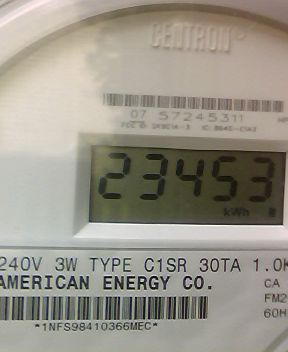 CENTRON®
07 57245311
23453
kWh
240V 3W TYPE C1SR 30TA 1.0K
AMERICAN ENERGY CO.
CA
FM2
60H
*1NFS98410366MEC*